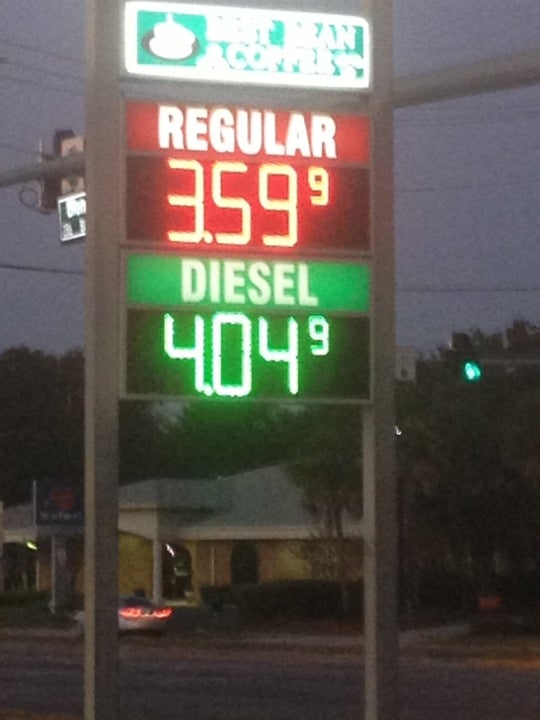 BEST BEAN
& COFFEE
REGULAR
3.59 9
DIESEL
4.04 9